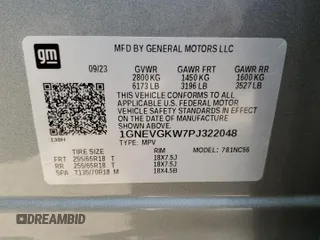 gm
MFD BY GENERAL MOTORS LLC
09/23 GVWR GAWR FRT GAWR RR
2800 KG 1450 KG 1600 KG
6173 LB 3196 LB 3527 LB
THIS VEHICLE CONFORMS TO ALL
APPLICABLE U.S. FEDERAL MOTOR
VEHICLE SAFETY, BUMPER, AND
THEFT PREVENTION STANDARDS IN
EFFECT ON THE DATE OF
MANUFACTURE SHOWN ABOVE.
1GNEVGKW7PJ322048
TYPE: MPV
TIRE SIZE RIM MODEL: 781NC56
FRT 255/65R18 T 18X7.5J
RR 255/65R18 T 18X7.5J
SPA T135/70R18 M 18X4.5B
DREAMBID